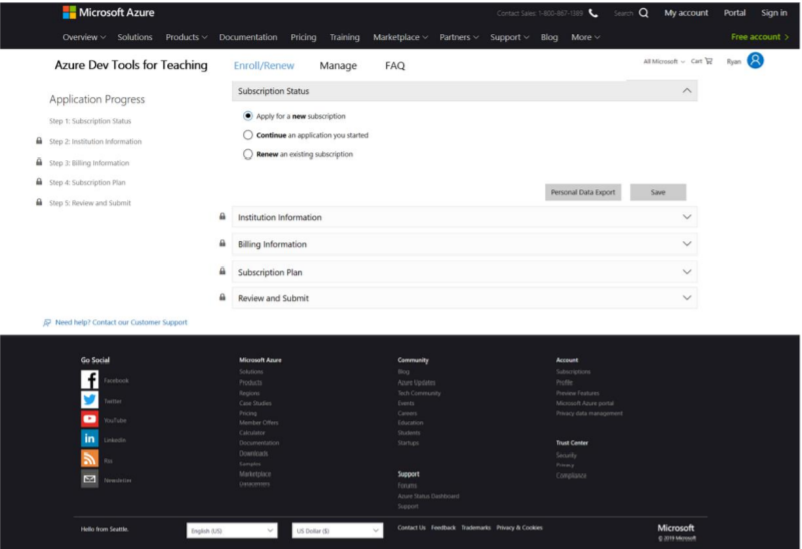 Microsoft Azure
Contact Sales: 1-800-867-1389
Search
My account
Portal
Sign in
Overview
Solutions
Products
Documentation
Pricing
Training
Marketplace
Partners
Support
Blog
More
Free account >
Azure Dev Tools for Teaching
Enroll/Renew
Manage
FAQ
All Microsoft
Cart
Ryan
Application Progress
Step 1: Subscription Status
Step 2: Institution Information
Step 3: Billing Information
Step 4: Subscription Plan
Step 5: Review and Submit
Need help? Contact our Customer Support
Subscription Status
Apply for a new subscription
Continue an application you started
Renew an existing subscription
Personal Data Export
Save
Institution Information
Billing Information
Subscription Plan
Review and Submit
Go Social
Facebook
Twitter
YouTube
LinkedIn
Rss
Newsletter
Microsoft Azure
Solutions
Products
Regions
Case Studies
Pricing
Member Offers
Calculator
Documentation
Downloads
Samples
Marketplace
Datacenters
Community
Blog
Azure Updates
Tech Community
Events
Careers
Education
Students
Startups
Support
Forums
Azure Status Dashboard
Support
Account
Subscriptions
Profile
Preview Features
Microsoft Azure portal
Privacy data management
Trust Center
Security
Privacy
Compliance
Hello from Seattle.
English (US)
US Dollar ($)
Contact Us Feedback Trademarks Privacy & Cookies
Microsoft
© 2019 Microsoft